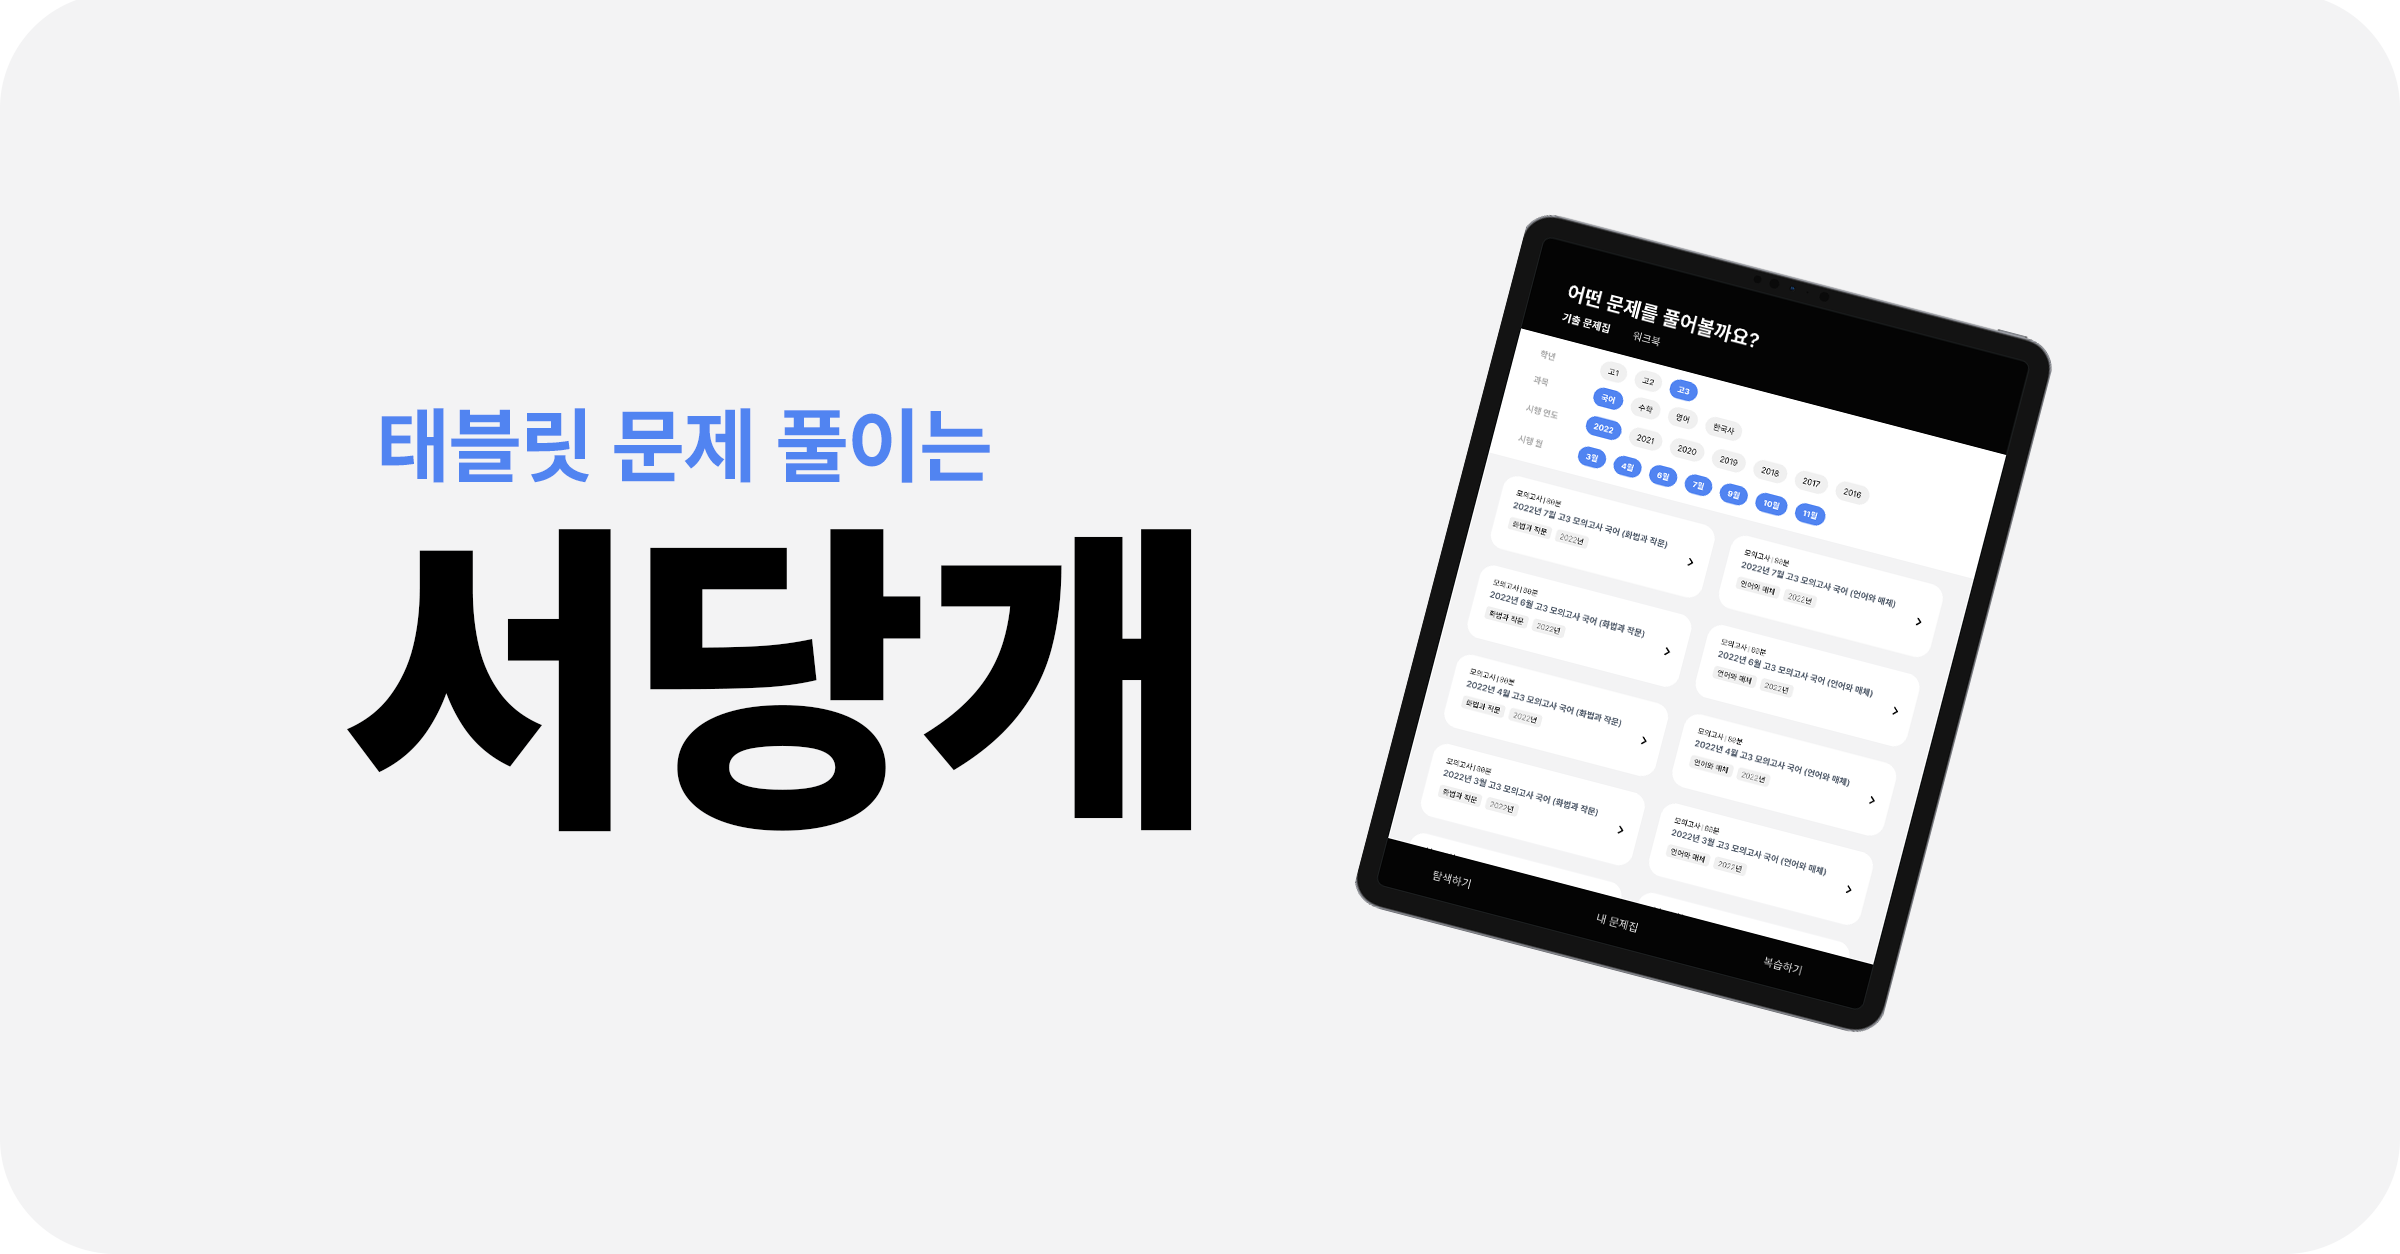 태블릿 문제 풀이는
서당개
어떤 문제를 풀어볼까요?
기출 문제집 워크북
학년 고1 고2 고3
과목 국어 수학 영어 한국사
시행 연도 2022 2021 2020 2019 2018 2017 2016
시행 월 3월 4월 6월 7월 9월 10월 11월
모의고사 | 80분
2022년 7월 고3 모의고사 국어 (화법과 작문)
화법과 작문 2022년
모의고사 | 80분
2022년 7월 고3 모의고사 국어 (언어와 매체)
언어와 매체 2022년
모의고사 | 80분
2022년 6월 고3 모의고사 국어 (화법과 작문)
화법과 작문 2022년
모의고사 | 80분
2022년 6월 고3 모의고사 국어 (언어와 매체)
언어와 매체 2022년
모의고사 | 80분
2022년 4월 고3 모의고사 국어 (화법과 작문)
화법과 작문 2022년
모의고사 | 80분
2022년 4월 고3 모의고사 국어 (언어와 매체)
언어와 매체 2022년
모의고사 | 80분
2022년 3월 고3 모의고사 국어 (화법과 작문)
화법과 작문 2022년
모의고사 | 80분
2022년 3월 고3 모의고사 국어 (언어와 매체)
언어와 매체 2022년
탐색하기 내 문제집 복습하기